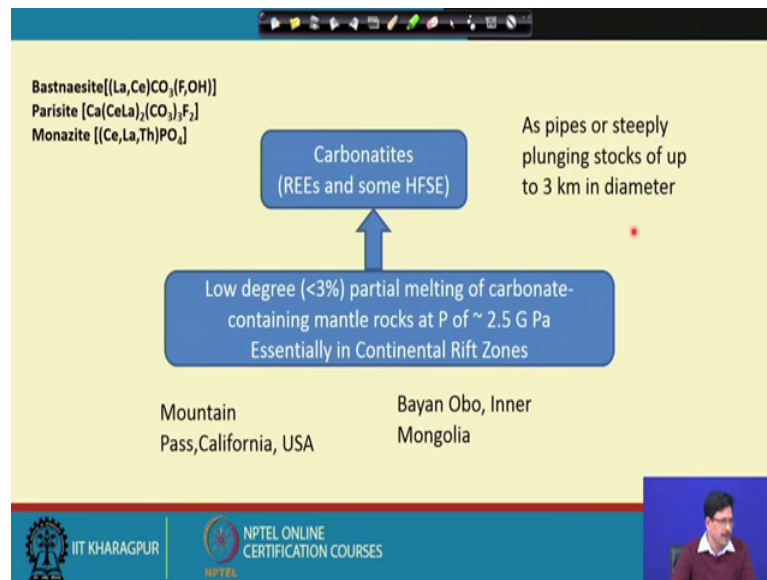 Bastnaesite[(La,Ce)CO₃(F,OH)]
Parisite [Ca(CeLa)₂(CO₃)₃F₂]
Monazite [(Ce,La,Th)PO₄]
Carbonatites
(REEs and some HFSE)
As pipes or steeply
plunging stocks of up
to 3 km in diameter
Low degree (<3%) partial melting of carbonate-
containing mantle rocks at P of ~ 2.5 G Pa
Essentially in Continental Rift Zones
Mountain
Pass,California, USA
Bayan Obo, Inner
Mongolia
IIT KHARAGPUR
NPTEL
NPTEL ONLINE
CERTIFICATION COURSES